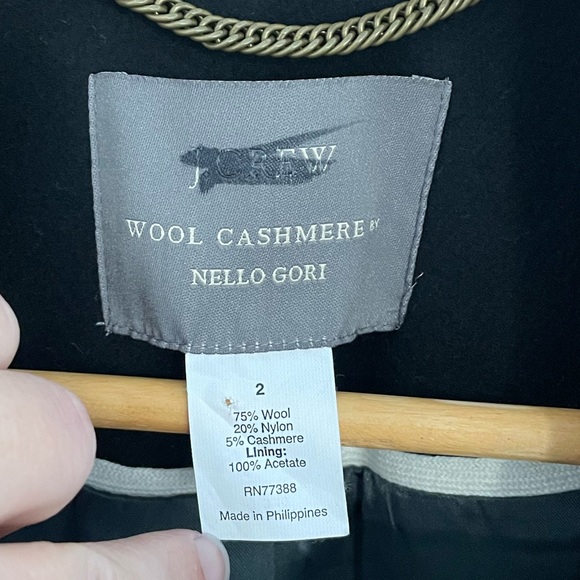 J.CREW
WOOL CASHMERE BY
NELLO GORI
2
75% Wool
20% Nylon
5% Cashmere
Lining:
100% Acetate
RN77388
Made in Philippines